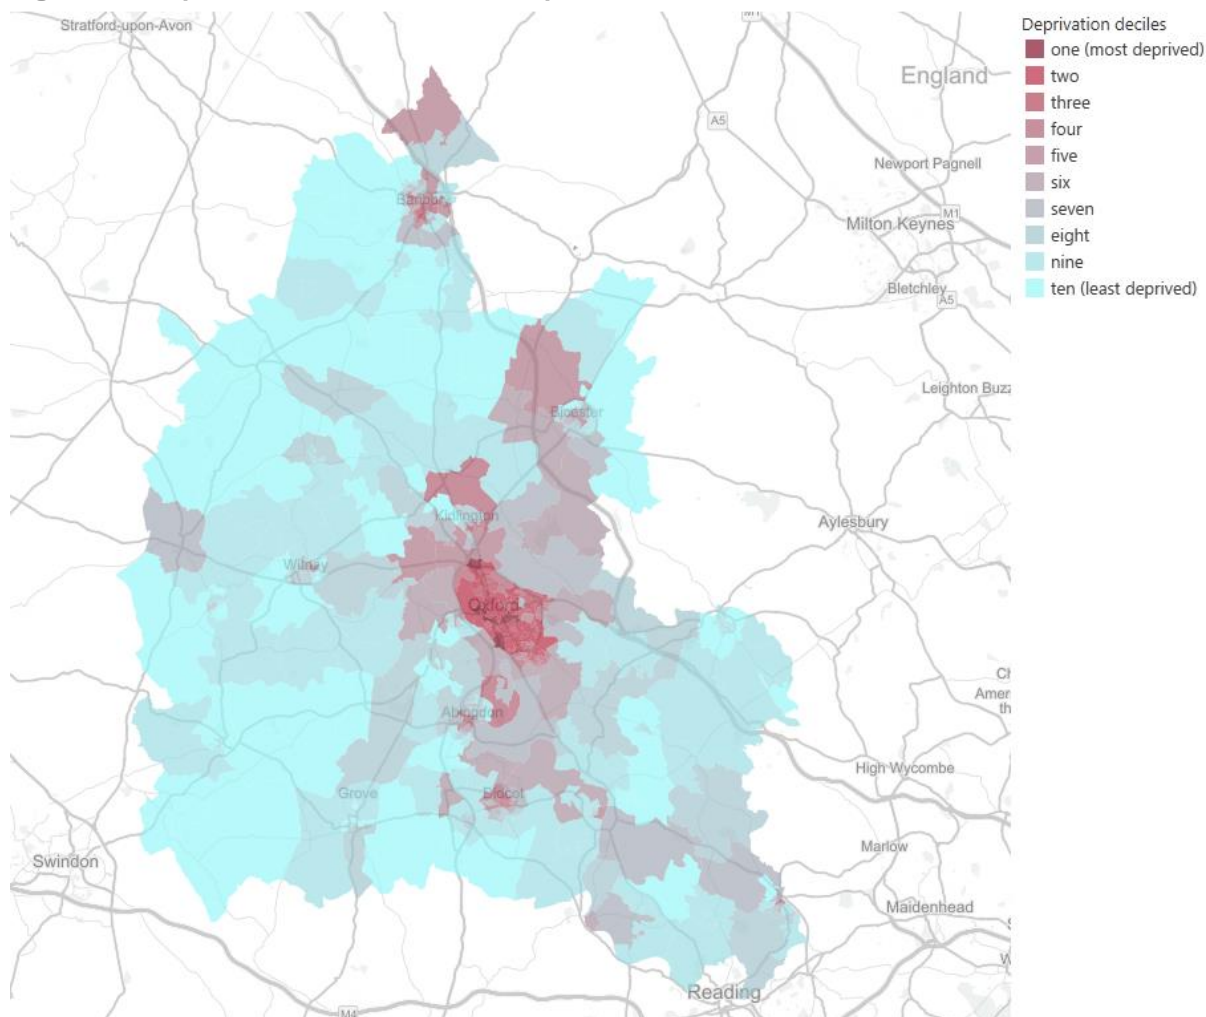 Stratford-upon-Avon
M1
Deprivation deciles
one (most deprived)
two
three
four
five
six
seven
eight
nine
ten (least deprived)
England
A5
Newport Pagnell
Banbury
M1
Milton Keynes
Bletchley
A5
Leighton Buzz
Bicester
Kidlington
Aylesbury
Witney
Oxford
Abingdon
High Wycombe
Grove
Didcot
Marlow
Swindon
Maidenhead
Reading
M4